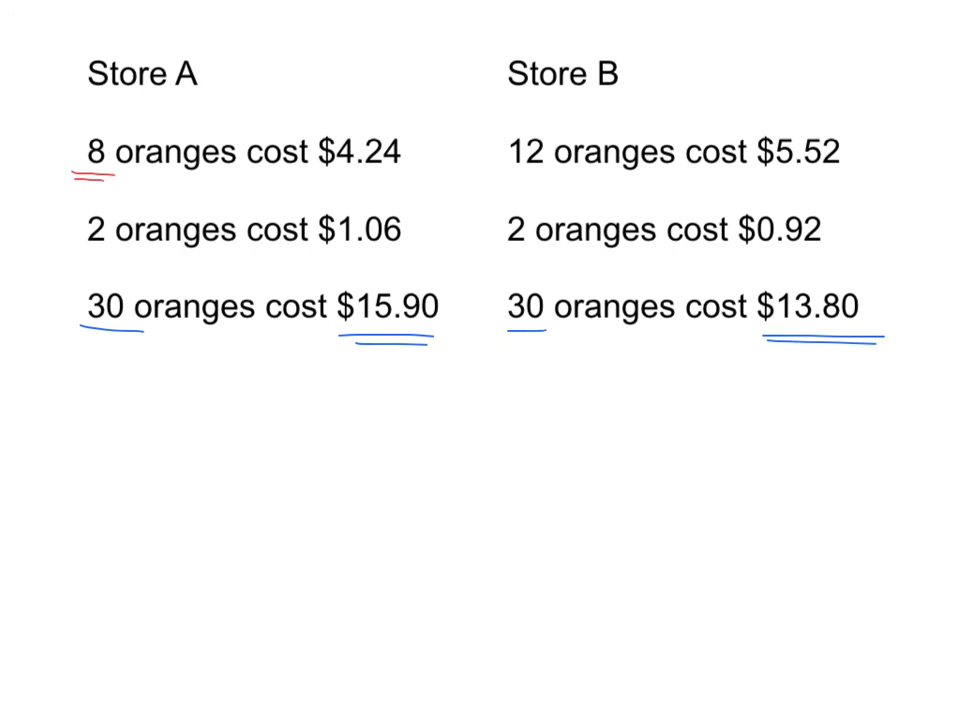 Store A
8 oranges cost $4.24
2 oranges cost $1.06
30 oranges cost $15.90
Store B
12 oranges cost $5.52
2 oranges cost $0.92
30 oranges cost $13.80